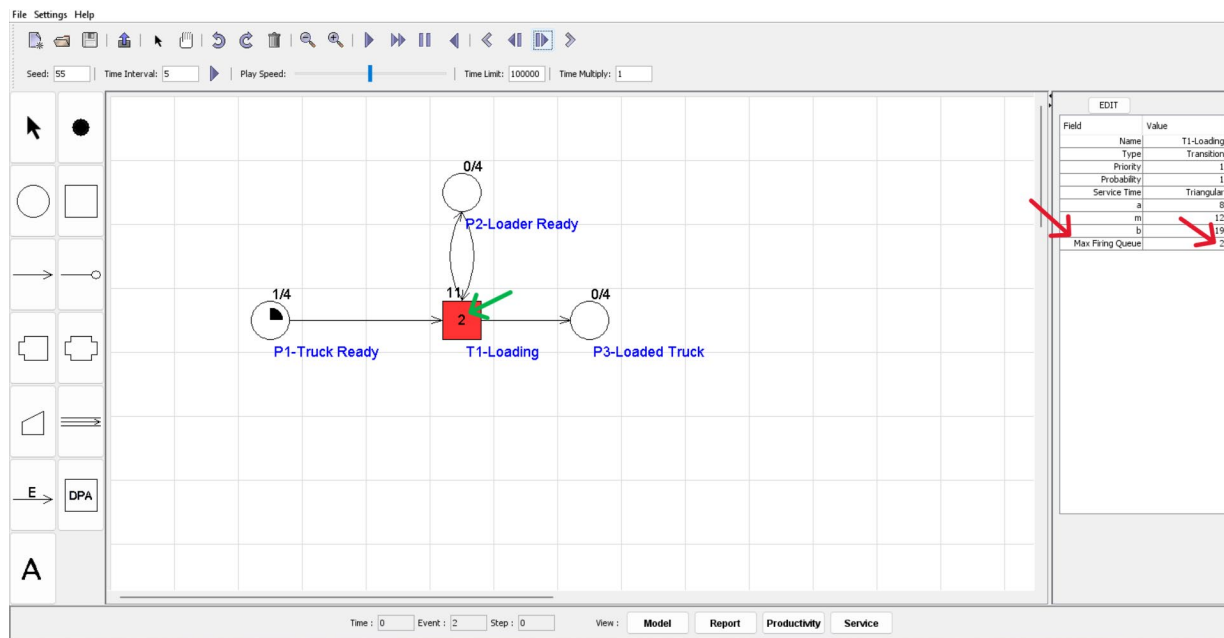 File Settings Help
Seed: 55 Time Interval: 5 Play Speed: Time Limit: 100000 Time Multiply: 1
EDIT
Field Value
Name T1-Loading
Type Transition
Priority 1
Probability 1
Service Time Triangular
a 8
m 12
b 19
Max Firing Queue 2
0/4
P2-Loader Ready
1/4
11
0/4
2
P1-Truck Ready
T1-Loading
P3-Loaded Truck
E
DPA
A
Time : 0 Event : 2 Step : 0 View : Model Report Productivity Service